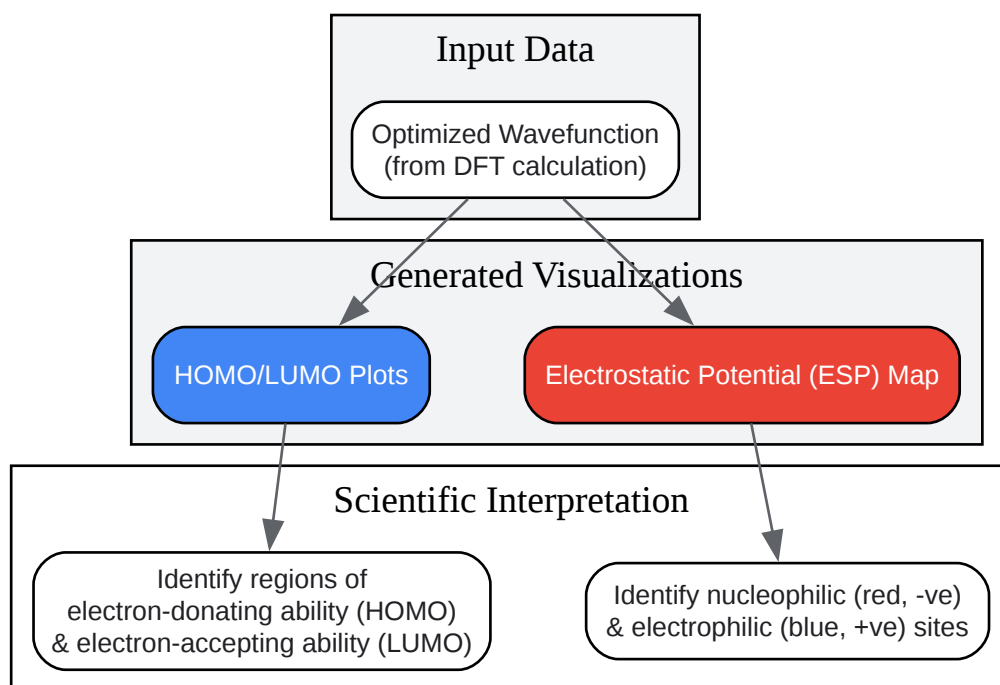 Input Data
Optimized Wavefunction
(from DFT calculation)
Generated Visualizations
HOMO/LUMO Plots
Electrostatic Potential (ESP) Map
Scientific Interpretation
Identify regions of
electron-donating ability (HOMO)
& electron-accepting ability (LUMO)
Identify nucleophilic (red, -ve)
& electrophilic (blue, +ve) sites